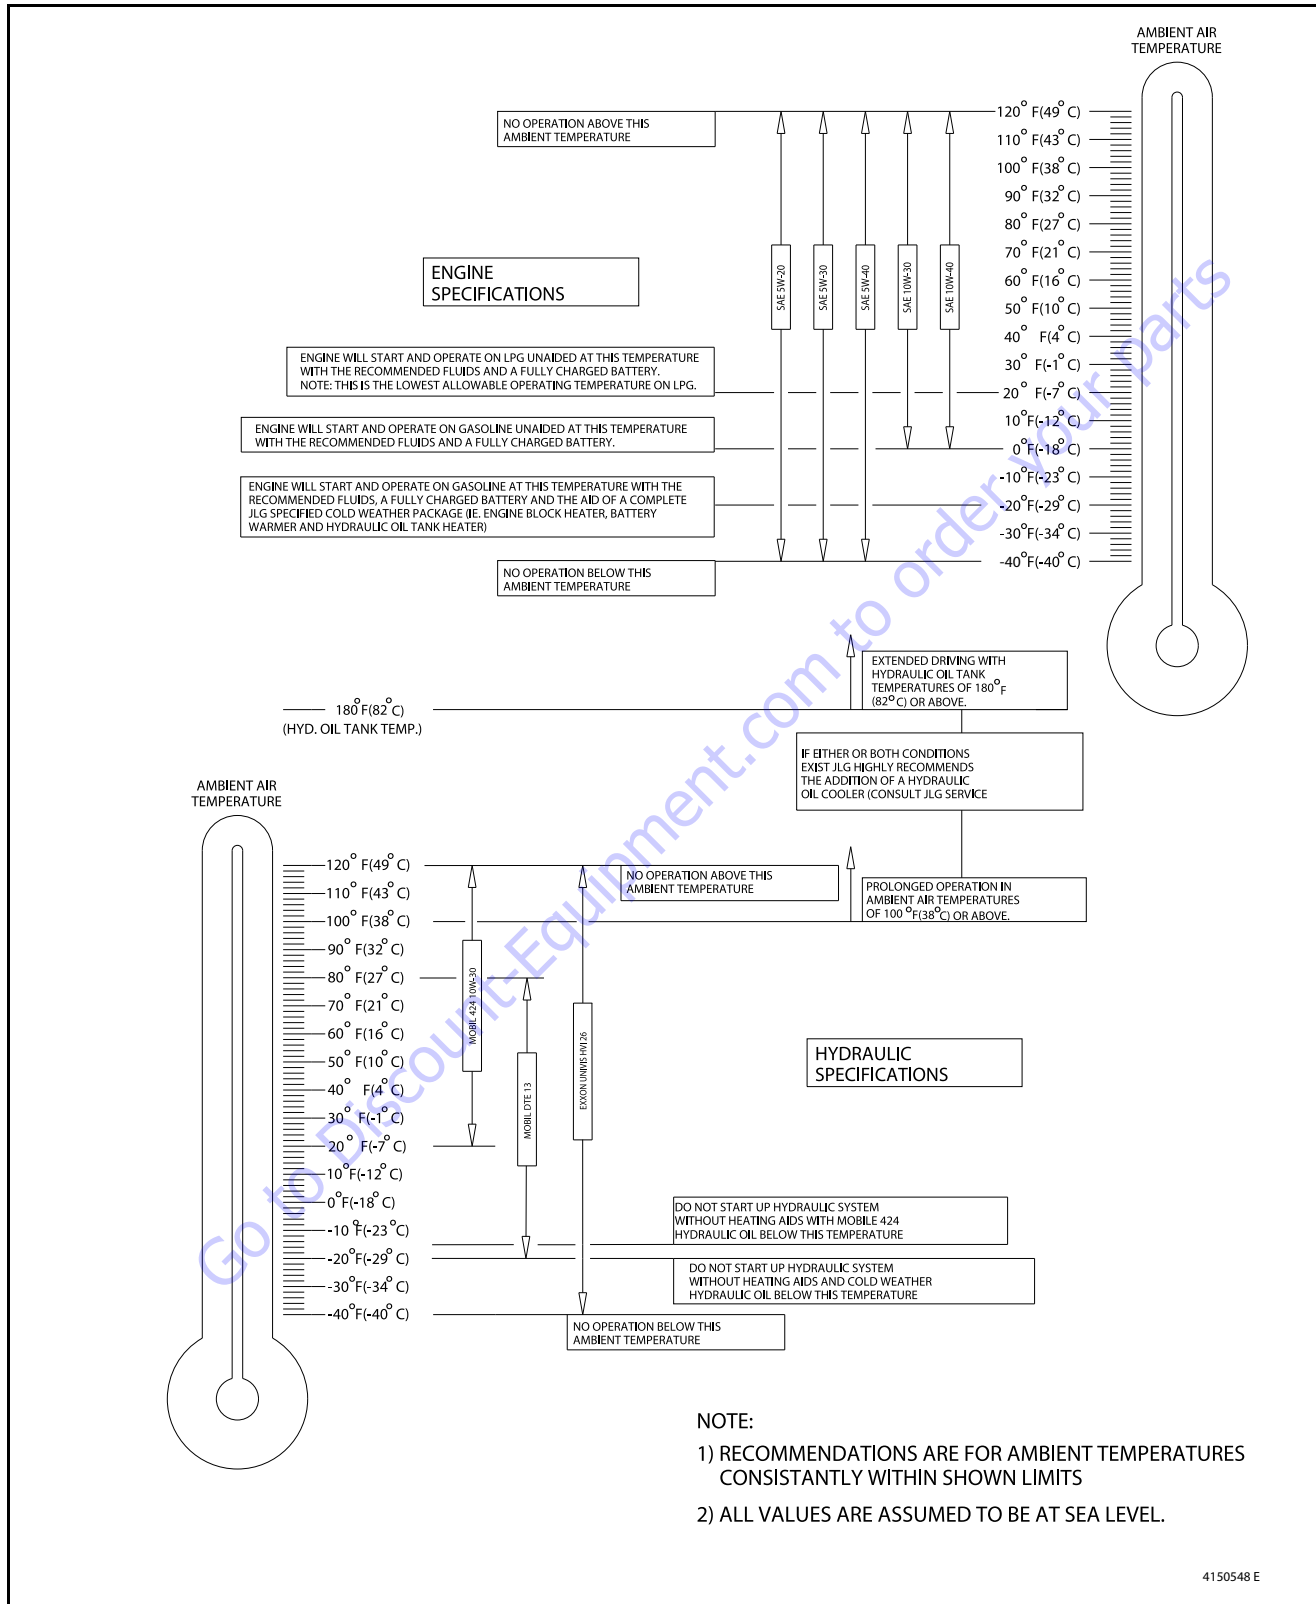 AMBIENT AIR
TEMPERATURE
NO OPERATION ABOVE THIS
AMBIENT TEMPERATURE
120° F(49° C)
110° F(43° C)
100° F(38° C)
90° F(32° C)
80° F(27° C)
70° F(21° C)
60° F(16° C)
50° F(10° C)
40° F(4° C)
30° F(-1° C)
20° F(-7° C)
10°F(-12° C)
0°F(-18° C)
-10°F(-23° C)
-20°F(-29° C)
-30°F(-34° C)
-40°F(-40° C)
SAE 5W-20
SAE 5W-30
SAE 5W-40
SAE 10W-30
SAE 10W-40
ENGINE
SPECIFICATIONS
ENGINE WILL START AND OPERATE ON LPG UNAIDED AT THIS TEMPERATURE
WITH THE RECOMMENDED FLUIDS AND A FULLY CHARGED BATTERY.
NOTE: THIS IS THE LOWEST ALLOWABLE OPERATING TEMPERATURE ON LPG.
ENGINE WILL START AND OPERATE ON GASOLINE UNAIDED AT THIS TEMPERATURE
WITH THE RECOMMENDED FLUIDS AND A FULLY CHARGED BATTERY.
ENGINE WILL START AND OPERATE ON GASOLINE AT THIS TEMPERATURE WITH THE
RECOMMENDED FLUIDS, A FULLY CHARGED BATTERY AND THE AID OF A COMPLETE
JLG SPECIFIED COLD WEATHER PACKAGE (IE. ENGINE BLOCK HEATER, BATTERY
WARMER AND HYDRAULIC OIL TANK HEATER)
NO OPERATION BELOW THIS
AMBIENT TEMPERATURE
EXTENDED DRIVING WITH
HYDRAULIC OIL TANK
TEMPERATURES OF 180°F
(82°C) OR ABOVE.
180°F(82°C)
(HYD. OIL TANK TEMP.)
IF EITHER OR BOTH CONDITIONS
EXIST JLG HIGHLY RECOMMENDS
THE ADDITION OF A HYDRAULIC
OIL COOLER (CONSULT JLG SERVICE
AMBIENT AIR
TEMPERATURE
120° F(49° C)
110° F(43° C)
100° F(38° C)
90° F(32° C)
80° F(27° C)
70° F(21° C)
60° F(16° C)
50° F(10° C)
40° F(4° C)
30° F(-1° C)
20° F(-7° C)
10°F(-12° C)
0°F(-18° C)
-10 °F(-23° C)
-20°F(-29° C)
-30°F(-34° C)
-40°F(-40° C)
NO OPERATION ABOVE THIS
AMBIENT TEMPERATURE
PROLONGED OPERATION IN
AMBIENT AIR TEMPERATURES
OF 100 °F(38°C) OR ABOVE.
MOBIL 424 10W-30
MOBIL DTE 13
EXXON UNIVIS HVI 26
HYDRAULIC
SPECIFICATIONS
DO NOT START UP HYDRAULIC SYSTEM
WITHOUT HEATING AIDS WITH MOBILE 424
HYDRAULIC OIL BELOW THIS TEMPERATURE
DO NOT START UP HYDRAULIC SYSTEM
WITHOUT HEATING AIDS AND COLD WEATHER
HYDRAULIC OIL BELOW THIS TEMPERATURE
NO OPERATION BELOW THIS
AMBIENT TEMPERATURE
NOTE:
1) RECOMMENDATIONS ARE FOR AMBIENT TEMPERATURES
CONSISTANTLY WITHIN SHOWN LIMITS
2) ALL VALUES ARE ASSUMED TO BE AT SEA LEVEL.
4150548 E
Go to Discount-Equipment.com to order your parts